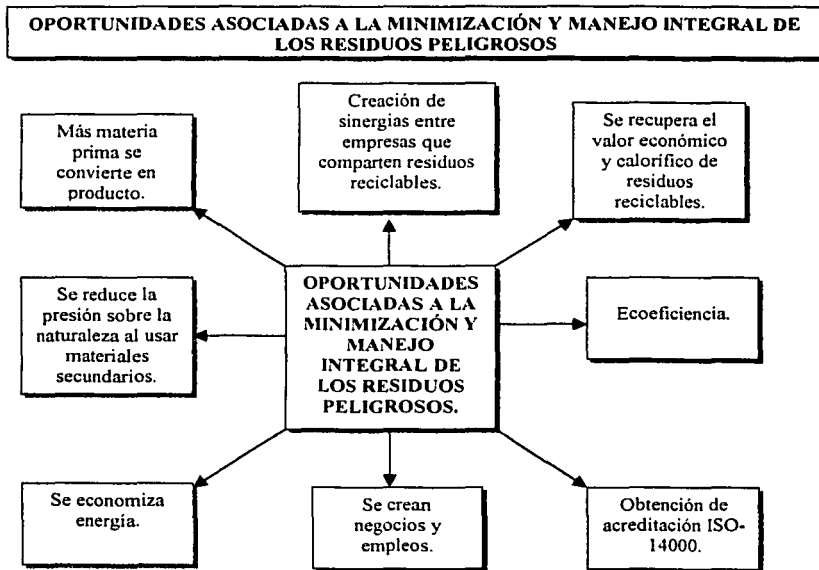 OPORTUNIDADES ASOCIADAS A LA MINIMIZACIÓN Y MANEJO INTEGRAL DE
LOS RESIDUOS PELIGROSOS
Más materia
prima se
convierte en
producto.
Creación de
sinergias entre
empresas que
comparten residuos
reciclables.
Se recupera el
valor económico
y calorífico de
residuos
reciclables.
Se reduce la
presión sobre la
naturaleza al usar
materiales
secundarios.
OPORTUNIDADES
ASOCIADAS A LA
MINIMIZACIÓN Y
MANEJO
INTEGRAL DE
LOS RESIDUOS
PELIGROSOS.
Ecoeficiencia.
Se economiza
energía.
Se crean
negocios y
empleos.
Obtención de
acreditación ISO-
14000.